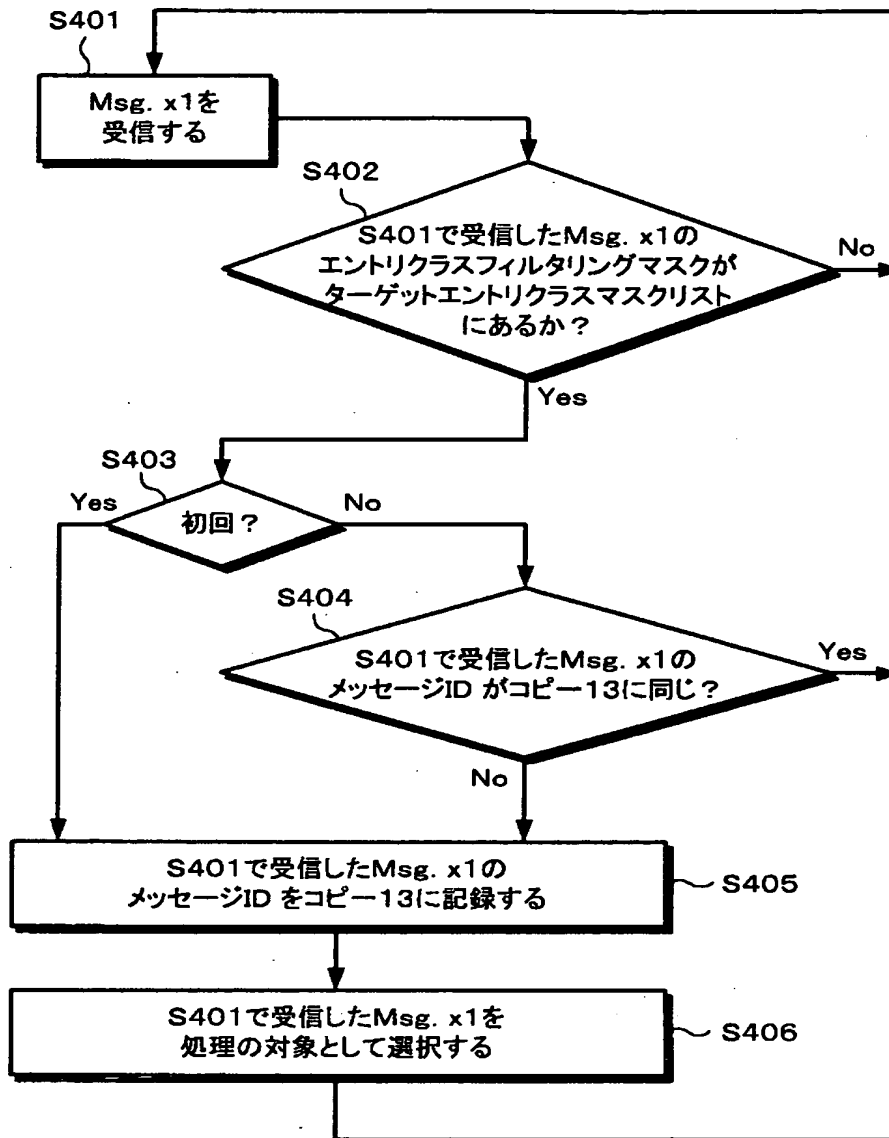 S401
Msg. x1を
受信する
S402
S401で受信したMsg. x1の
エントリクラスフィルタリングマスクが
ターゲットエントリクラスマスクリスト
にあるか?
No
Yes
S403
Yes
初回?
No
S404
S401で受信したMsg. x1の
メッセージID がコピー13に同じ?
Yes
No
S401で受信したMsg. x1の
メッセージID をコピー13に記録する
S405
S401で受信したMsg. x1を
処理の対象として選択する
S406